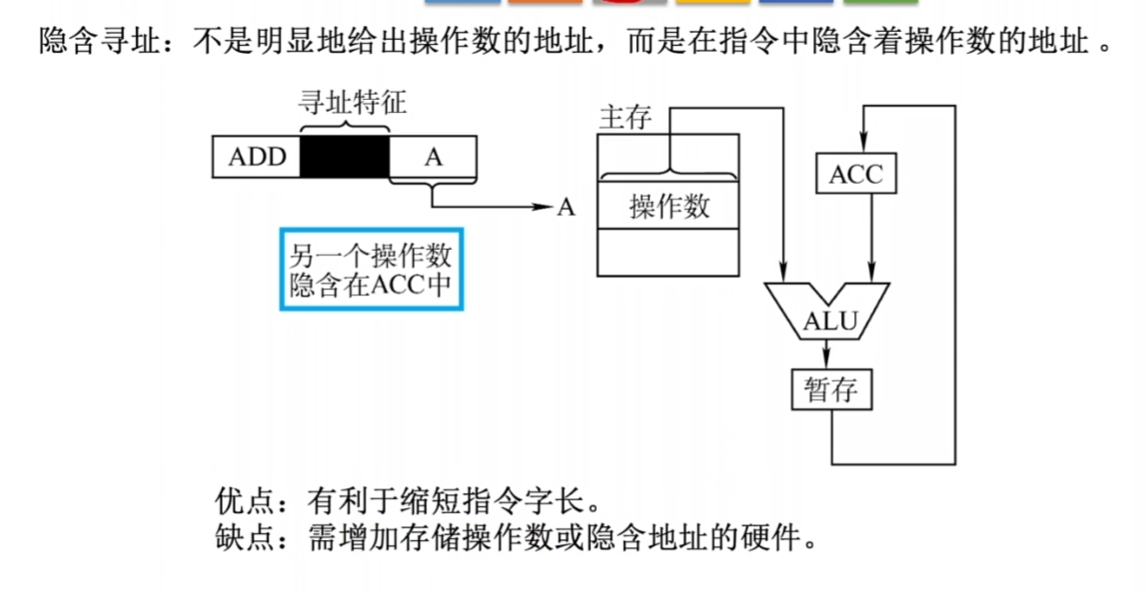 隐含寻址：不是明显地给出操作数的地址，而是在指令中隐含着操作数的地址 。
寻址特征
主存
ADD
A
ACC
A
操作数
另一个操作数
隐含在ACC中
ALU
暂存
优点：有利于缩短指令字长。
缺点：需增加存储操作数或隐含地址的硬件。